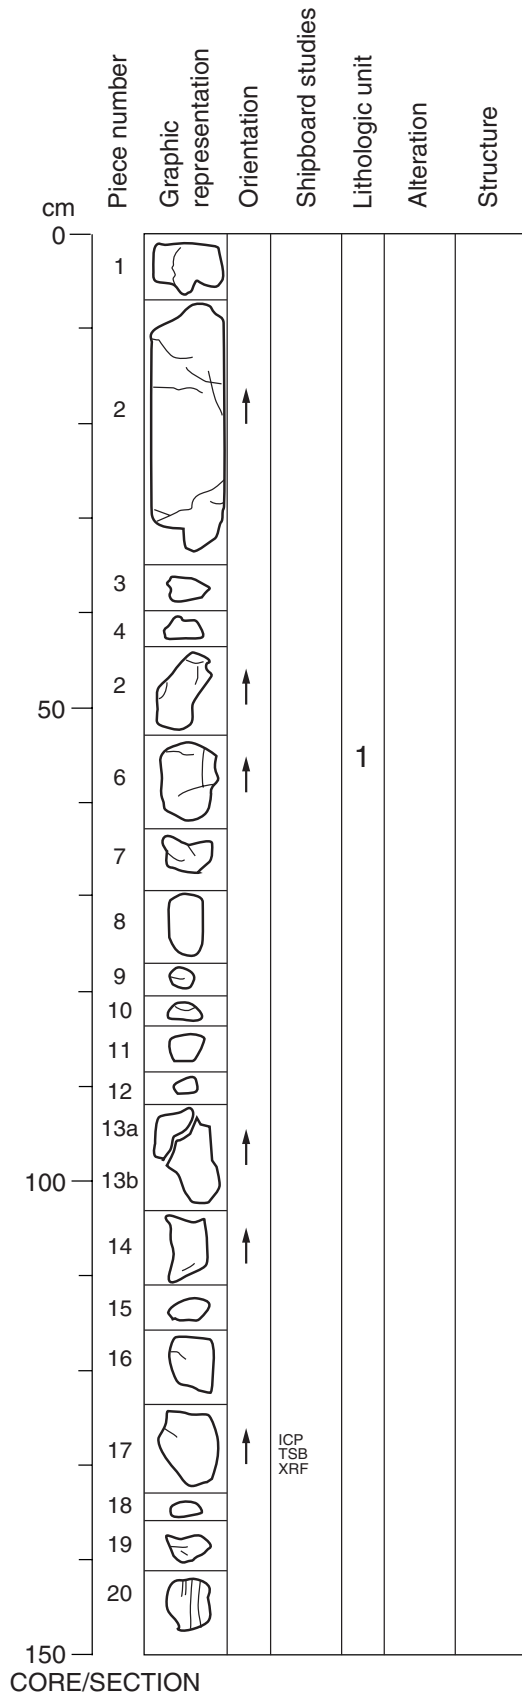 cm
Piece number
Graphic
representation
Orientation
Shipboard studies
Lithologic unit
Alteration
Structure
0
1
2
3
4
2
50
6
1
7
8
9
10
11
12
13a
100
13b
14
15
16
17
ICP
TSB
XRF
18
19
20
150
CORE/SECTION